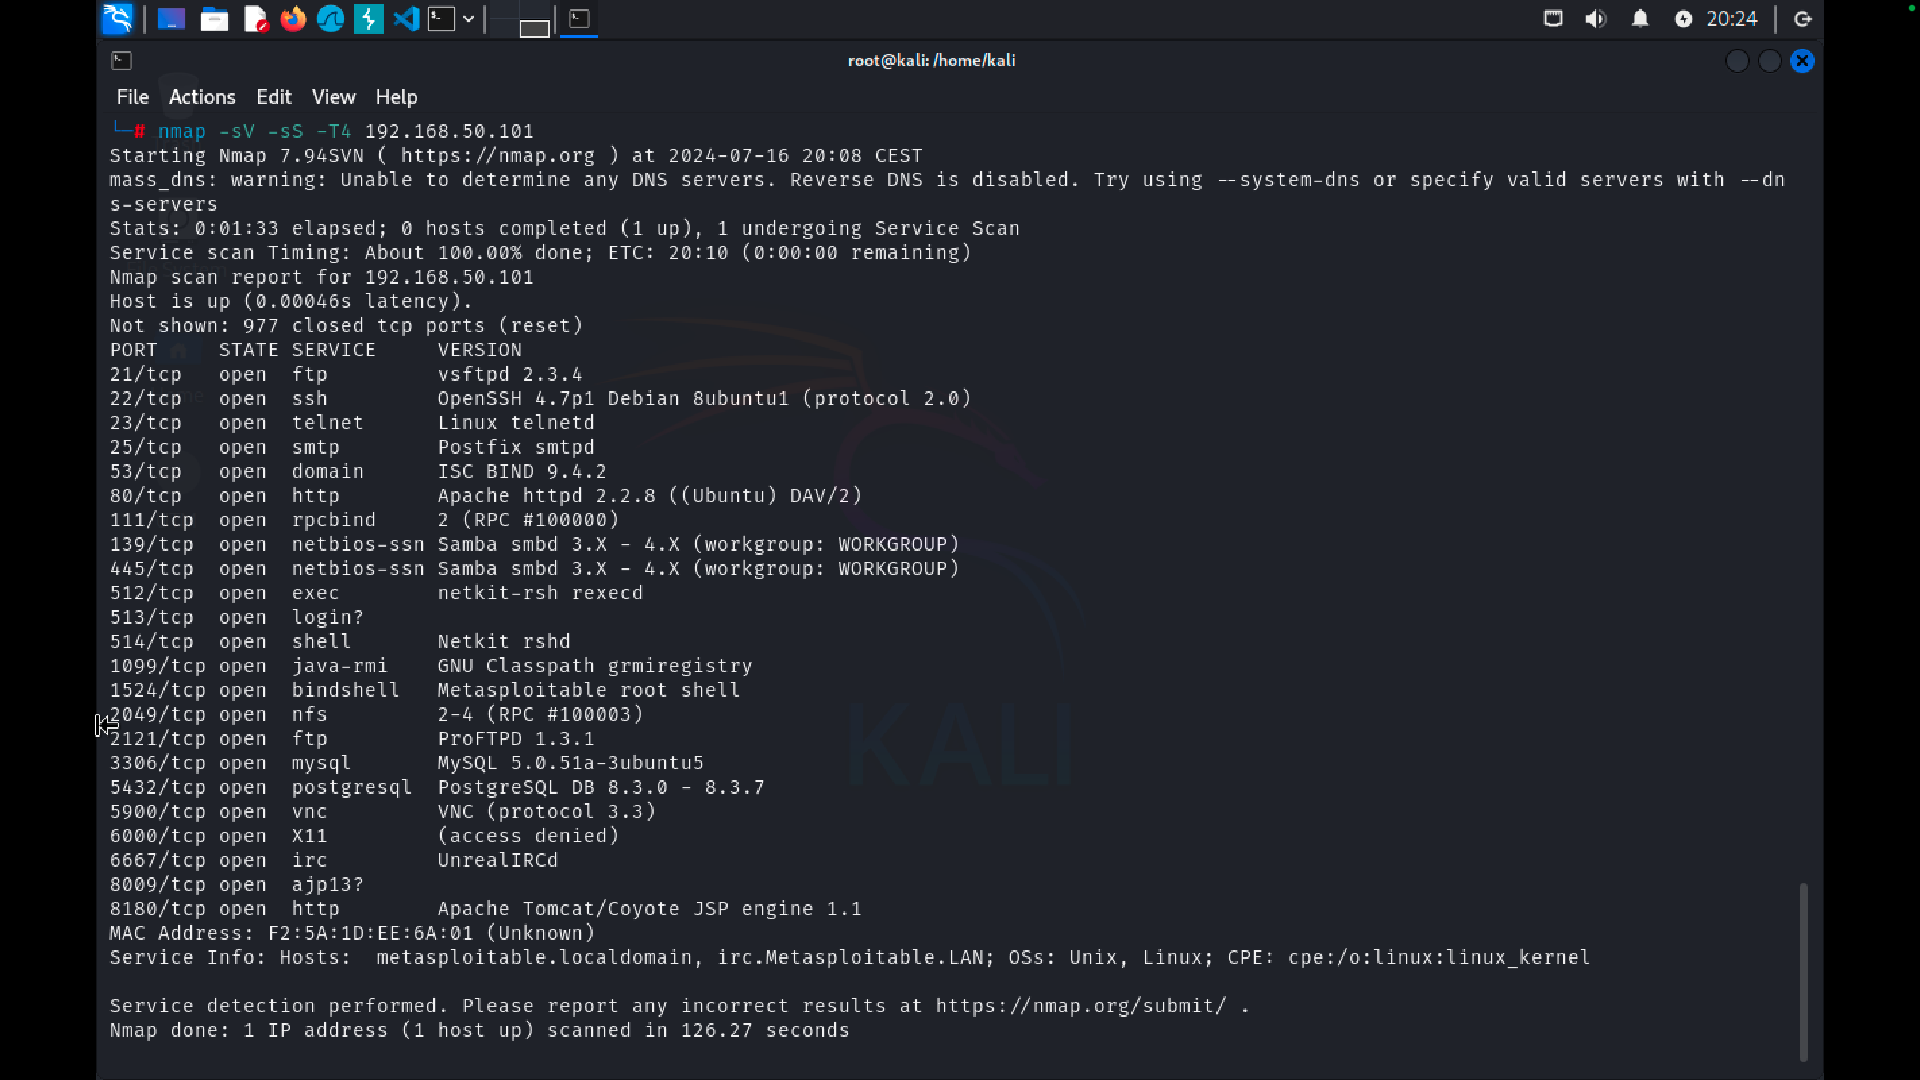 20:24
root@kali: /home/kali
File Actions Edit View Help
└─# nmap -sV -sS -T4 192.168.50.101
Starting Nmap 7.94SVN ( https://nmap.org ) at 2024-07-16 20:08 CEST
mass_dns: warning: Unable to determine any DNS servers. Reverse DNS is disabled. Try using --system-dns or specify valid servers with --dn
s-servers
Stats: 0:01:33 elapsed; 0 hosts completed (1 up), 1 undergoing Service Scan
Service scan Timing: About 100.00% done; ETC: 20:10 (0:00:00 remaining)
Nmap scan report for 192.168.50.101
Host is up (0.00046s latency).
Not shown: 977 closed tcp ports (reset)
PORT     STATE SERVICE     VERSION
21/tcp   open  ftp         vsftpd 2.3.4
22/tcp   open  ssh         OpenSSH 4.7p1 Debian 8ubuntu1 (protocol 2.0)
23/tcp   open  telnet      Linux telnetd
25/tcp   open  smtp        Postfix smtpd
53/tcp   open  domain      ISC BIND 9.4.2
80/tcp   open  http        Apache httpd 2.2.8 ((Ubuntu) DAV/2)
111/tcp  open  rpcbind     2 (RPC #100000)
139/tcp  open  netbios-ssn Samba smbd 3.X - 4.X (workgroup: WORKGROUP)
445/tcp  open  netbios-ssn Samba smbd 3.X - 4.X (workgroup: WORKGROUP)
512/tcp  open  exec        netkit-rsh rexecd
513/tcp  open  login?
514/tcp  open  shell       Netkit rshd
1099/tcp open  java-rmi    GNU Classpath grmiregistry
1524/tcp open  bindshell   Metasploitable root shell
2049/tcp open  nfs         2-4 (RPC #100003)
2121/tcp open  ftp         ProFTPD 1.3.1
3306/tcp open  mysql       MySQL 5.0.51a-3ubuntu5
5432/tcp open  postgresql  PostgreSQL DB 8.3.0 - 8.3.7
5900/tcp open  vnc         VNC (protocol 3.3)
6000/tcp open  X11         (access denied)
6667/tcp open  irc         UnrealIRCd
8009/tcp open  ajp13?
8180/tcp open  http        Apache Tomcat/Coyote JSP engine 1.1
MAC Address: F2:5A:1D:EE:6A:01 (Unknown)
Service Info: Hosts:  metasploitable.localdomain, irc.Metasploitable.LAN; OSs: Unix, Linux; CPE: cpe:/o:linux:linux_kernel
Service detection performed. Please report any incorrect results at https://nmap.org/submit/ .
Nmap done: 1 IP address (1 host up) scanned in 126.27 seconds
KALI